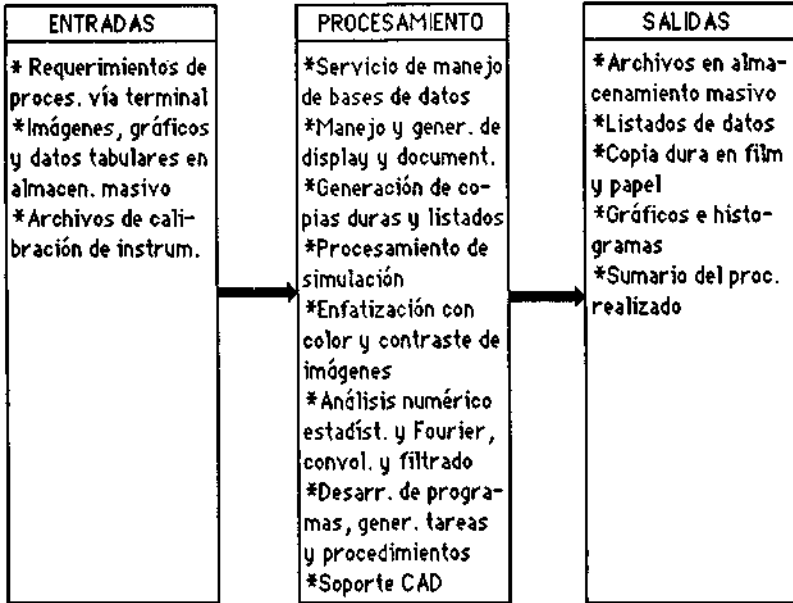 ENTRADAS
* Requerimientos de
proces. vía terminal
*Imágenes, gráficos
y datos tabulares en
almacen. masivo
*Archivos de cali-
bración de instrum.
PROCESAMIENTO
*Servicio de manejo
de bases de datos
*Manejo y gener. de
display y document.
*Generación de co-
pias duras y listados
*Procesamiento de
simulación
*Enfatización con
color y contraste de
imágenes
*Análisis numérico
estadíst. y Fourier,
convol. y filtrado
*Desarr. de progra-
mas, gener. tareas
y procedimientos
*Soporte CAD
SALIDAS
*Archivos en alma-
cenamiento masivo
*Listados de datos
*Copia dura en film
y papel
*Gráficos e histo-
gramas
*Sumario del proc.
realizado